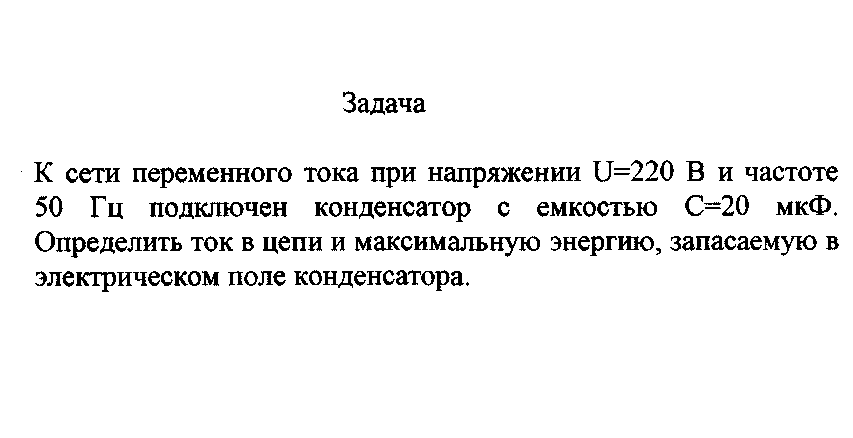 Задача
К сети переменного тока при напряжении U=220 В и частоте
50 Гц подключен конденсатор с емкостью С=20 мкФ.
Определить ток в цепи и максимальную энергию, запасаемую в
электрическом поле конденсатора.